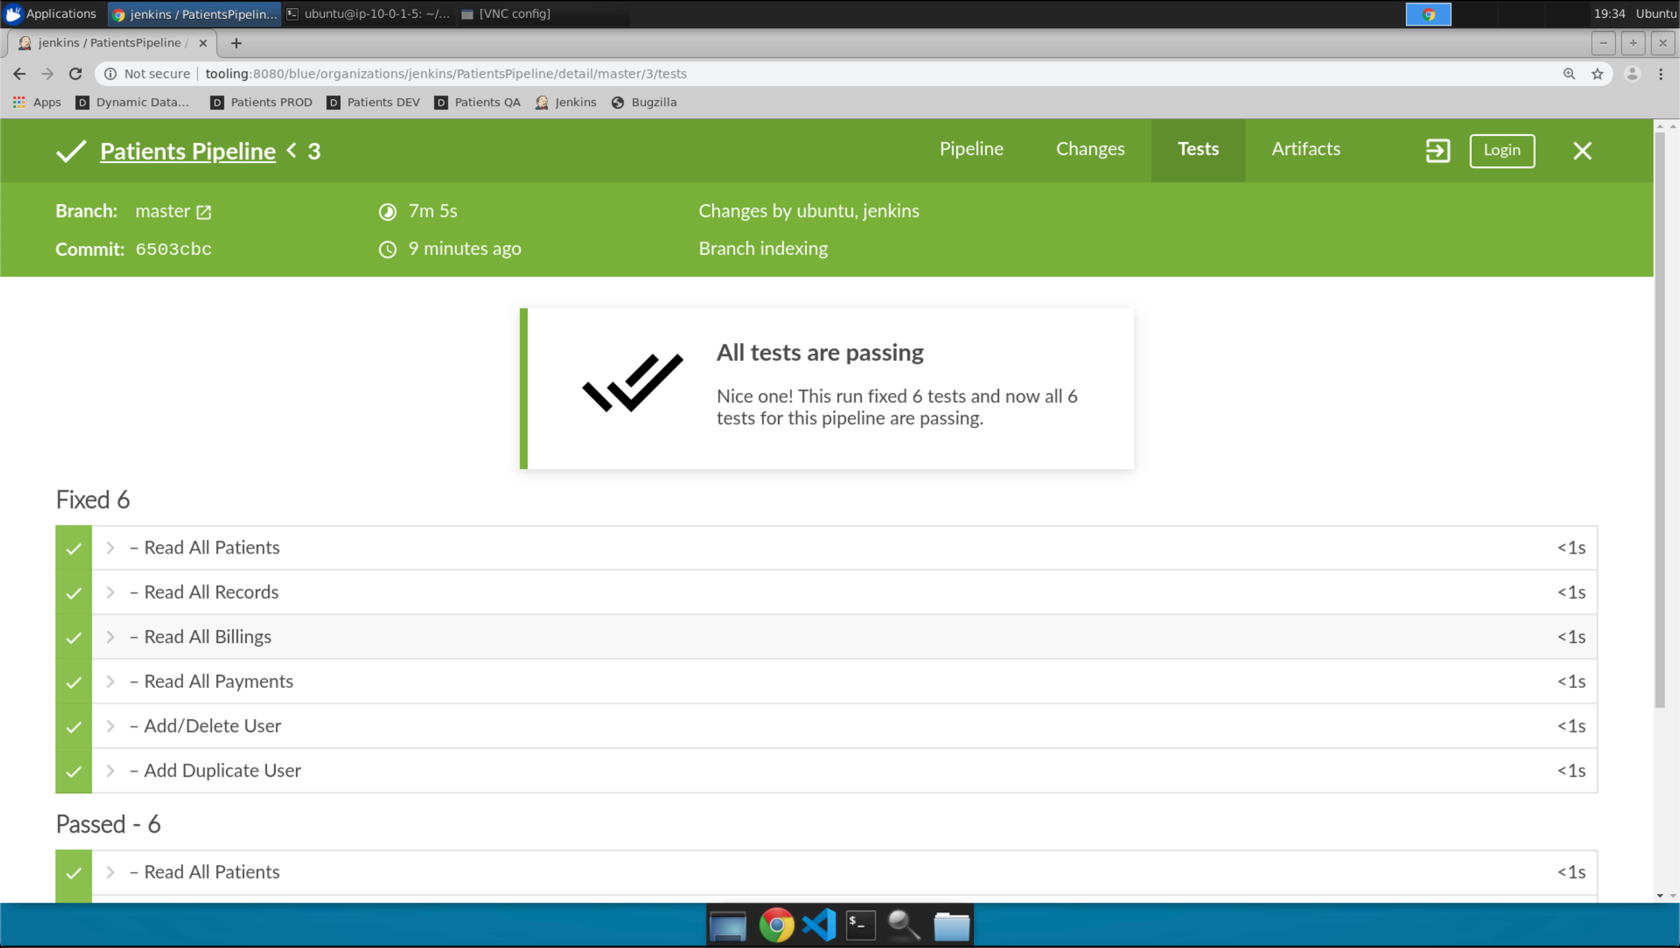 Applications jenkins / PatientsPipelin... ubuntu@ip-10-0-1-5: ~/... [VNC config] 19:34 Ubuntu
jenkins / PatientsPipeline /
Not secure tooling:8080/blue/organizations/jenkins/PatientsPipeline/detail/master/3/tests
Apps D Dynamic Data... D Patients PROD D Patients DEV D Patients QA Jenkins Bugzilla
Patients Pipeline < 3 Pipeline Changes Tests Artifacts Login
Branch: master 7m 5s Changes by ubuntu, jenkins
Commit: 6503cbc 9 minutes ago Branch indexing
All tests are passing
Nice one! This run fixed 6 tests and now all 6
tests for this pipeline are passing.
Fixed 6
– Read All Patients <1s
– Read All Records <1s
– Read All Billings <1s
– Read All Payments <1s
– Add/Delete User <1s
– Add Duplicate User <1s
Passed - 6
– Read All Patients <1s
$_